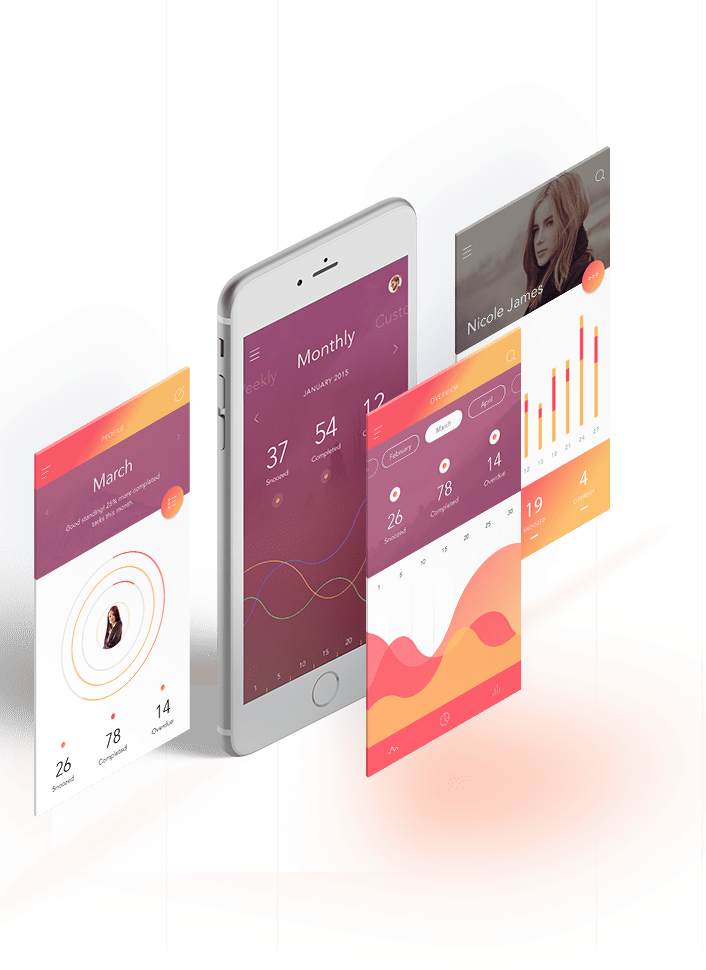 PROFILE
March
Good standing! 25% more completed
tasks this month.
26
Snoozed
78
Completed
14
Overdue
Custo
Monthly
eekly
JANUARY 2015
37
Snoozed
54
Completed
12
1
5
10
15
20
OVERVIEW
February
March
April
26
Snoozed
78
Completed
14
Overdue
1
5
10
15
20
25
30
Nicole James
12
15
18
21
24
27
19
SNOOZED
4
OVERDUE